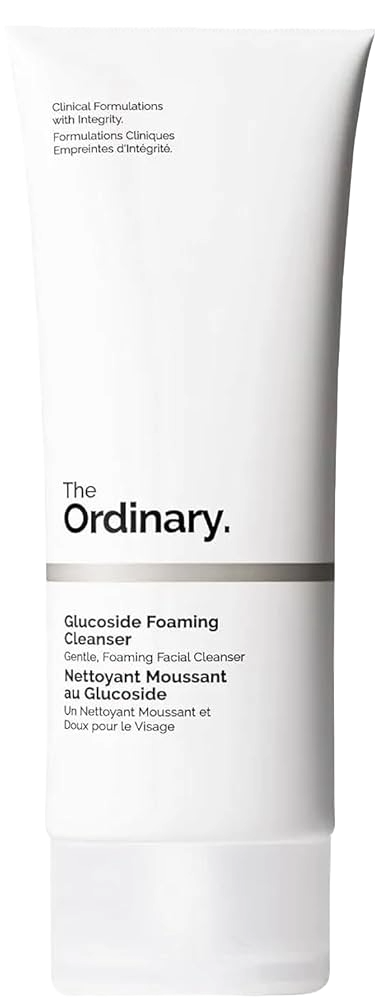 Clinical Formulations
with Integrity.
Formulations Cliniques
Empreintes d'Intégrité.
The
Ordinary.
Glucoside Foaming
Cleanser
Gentle, Foaming Facial Cleanser
Nettoyant Moussant
au Glucoside
Un Nettoyant Moussant et
Doux pour le Visage